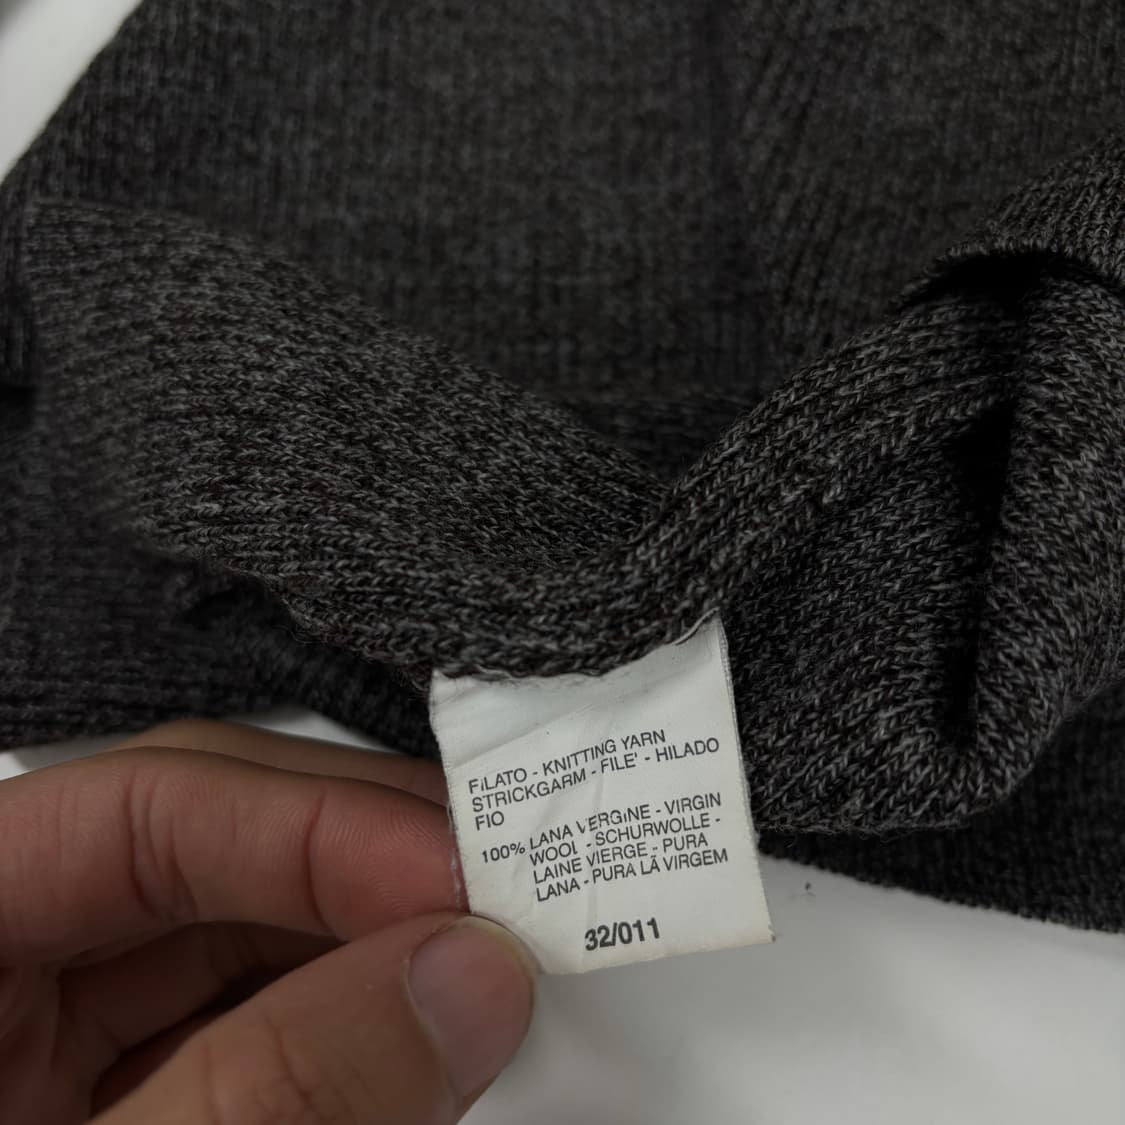 FILATO - KNITTING YARN
STRICKGARM - FILE' - HILADO
FIO
100% LANA VERGINE - VIRGIN
WOOL - SCHURWOLLE -
LAINE VIERGE - PURA
LANA - PURA LÃ VIRGEM
32/011